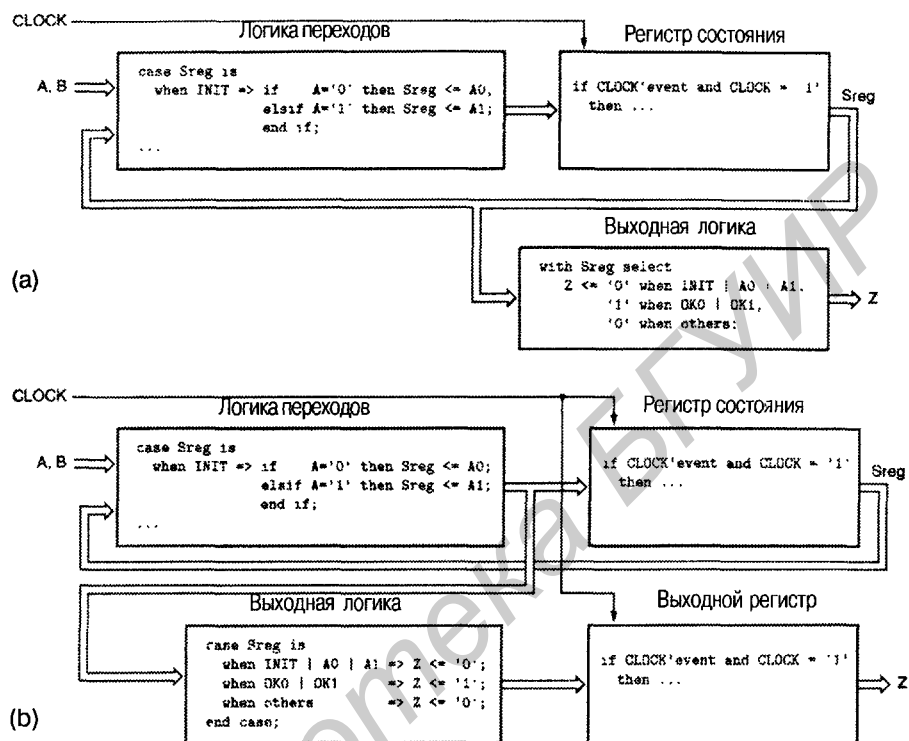 CLOCK
Логика переходов
Регистр состояния
A, B
case Sreg is
when INIT => if A='0' then Sreg <= A0,
elsif A='1' then Sreg <= A1;
end if;
...
if CLOCK'event and CLOCK = 1'
then ...
Sreg
Выходная логика
with Sreg select
Z <= '0' when INIT | A0 | A1,
'1' when OK0 | OK1,
'0' when others;
Z
(a)
CLOCK
Логика переходов
Регистр состояния
A, B
case Sreg is
when INIT => if A='0' then Sreg <= A0;
elsif A='1' then Sreg <= A1;
end if;
...
if CLOCK'event and CLOCK = '1'
then ...
Sreg
Выходная логика
Выходной регистр
case Sreg is
when INIT | A0 | A1 => Z <= '0';
when OK0 | OK1 => Z <= '1';
when others => Z <= '0';
end case;
if CLOCK'event and CLOCK = '1'
then ...
Z
(b)
отека БГУИР